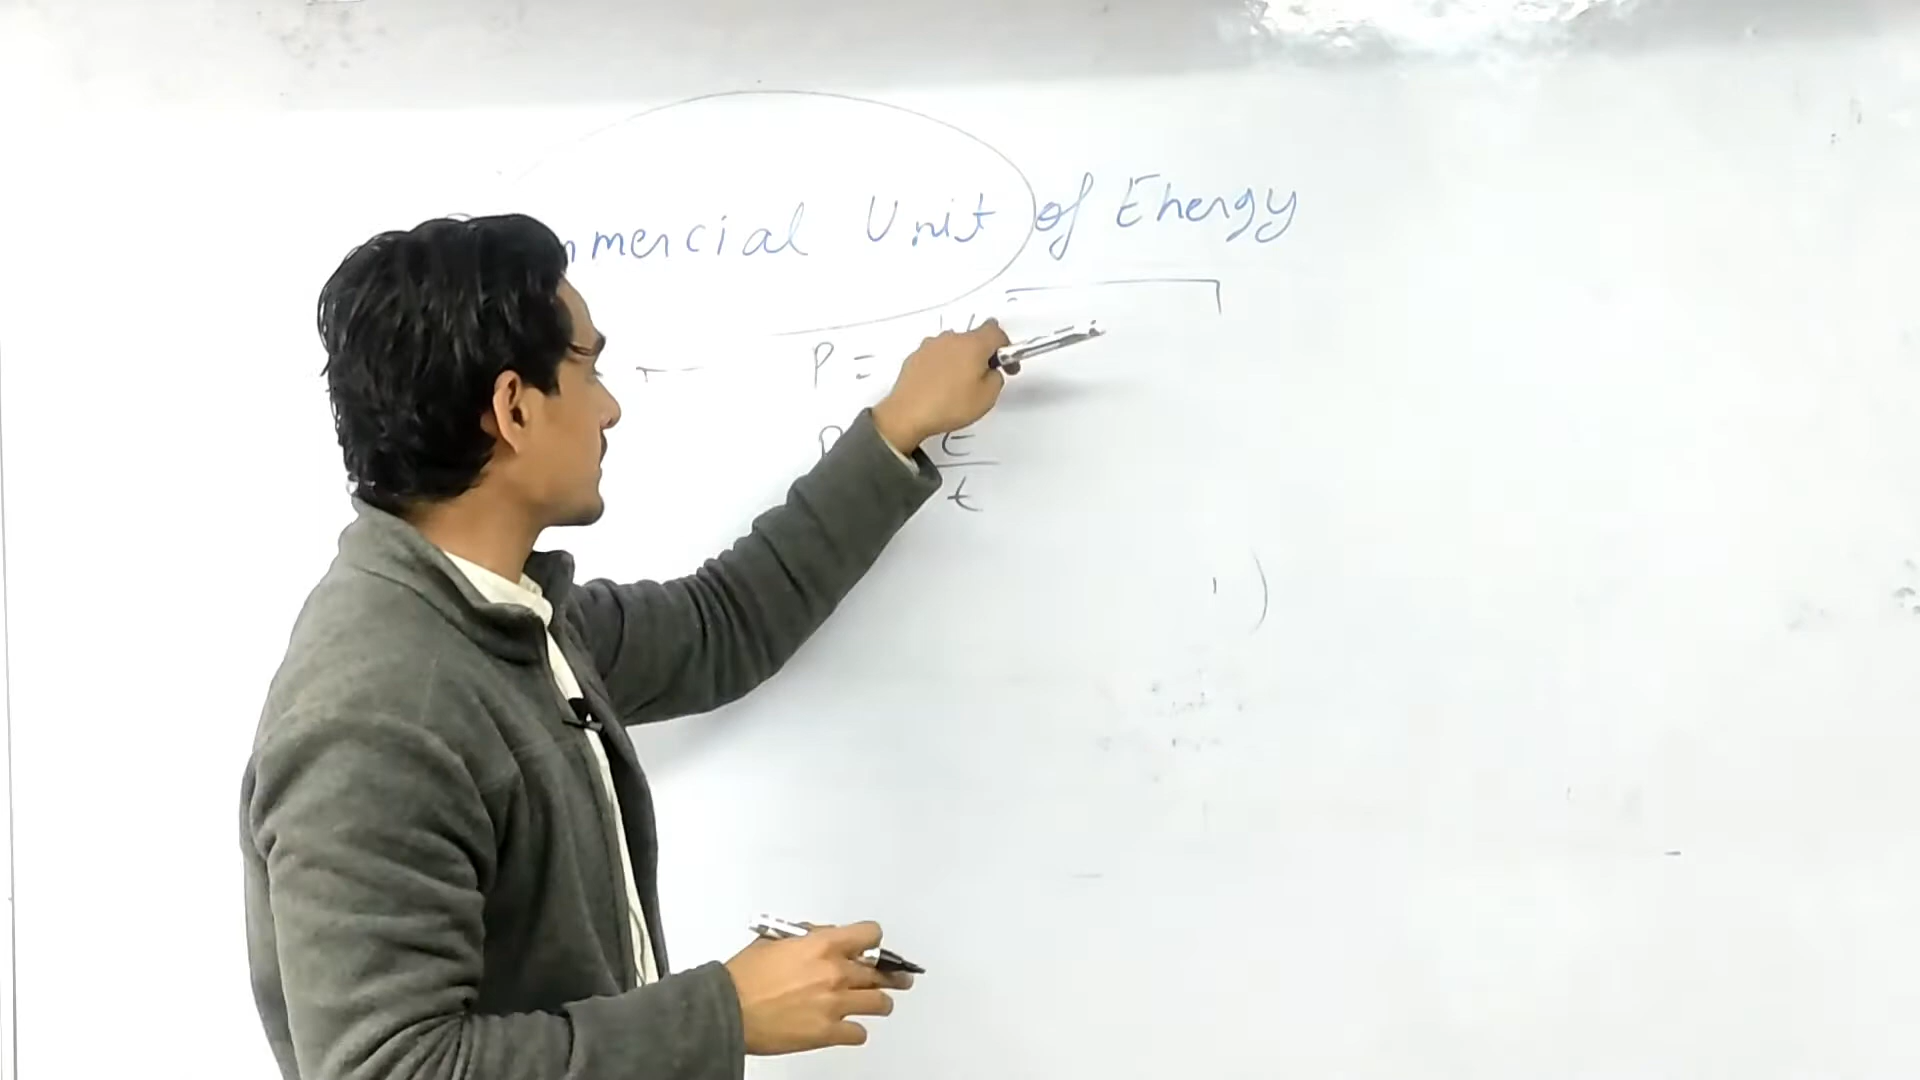 mmercial Unit of Energy
P =
P E
t